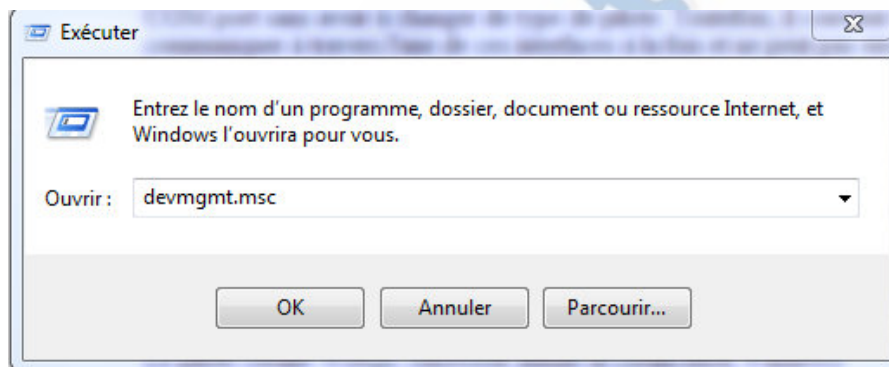 Exécuter
Entrez le nom d'un programme, dossier, document ou ressource Internet, et
Windows l'ouvrira pour vous.
Ouvrir :
devmgmt.msc
OK
Annuler
Parcourir...